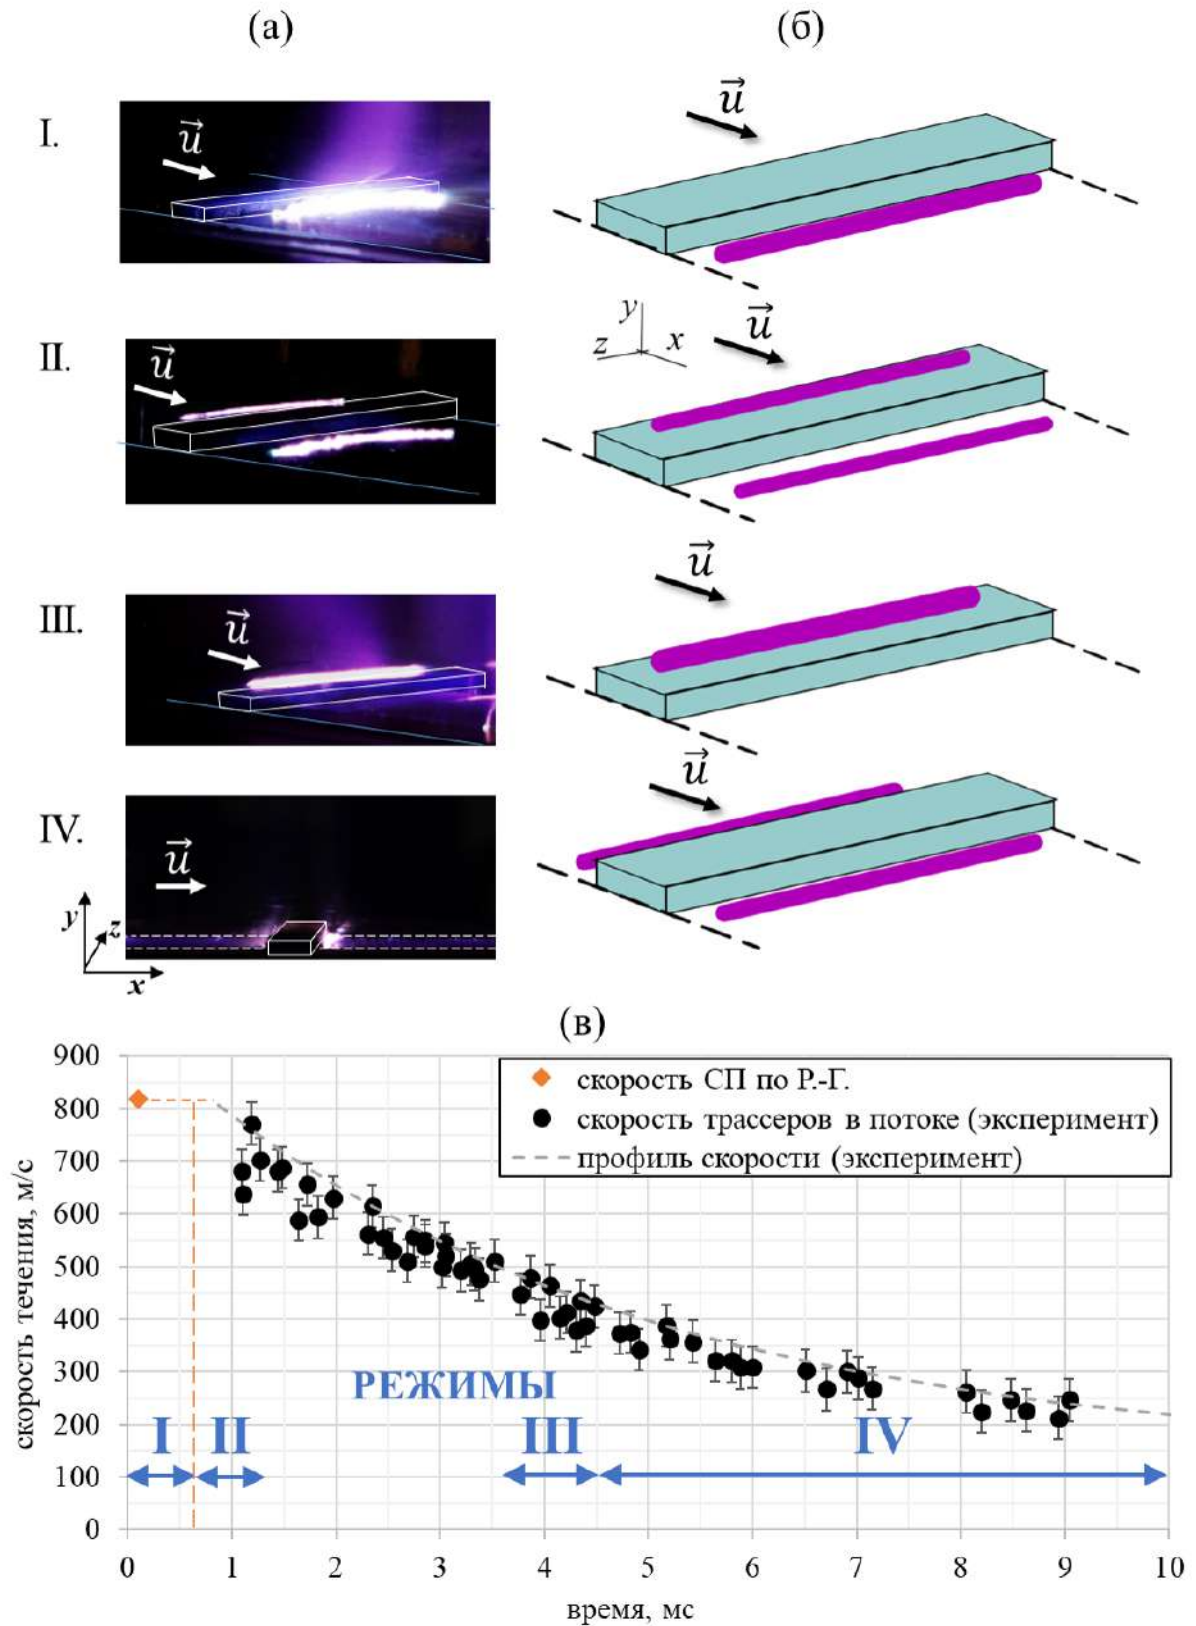 (а) (б)
I. u⃗ u⃗
II. u⃗ y z x u⃗
III. u⃗ u⃗
IV. u⃗ u⃗
y z
x
(в)
900
800
700
600
500
400
300
200
100
0
скорость течения, м/с
скорость СП по Р.-Г.
скорость трассеров в потоке (эксперимент)
профиль скорости (эксперимент)
РЕЖИМЫ
I II III IV
0 1 2 3 4 5 6 7 8 9 10
время, мс